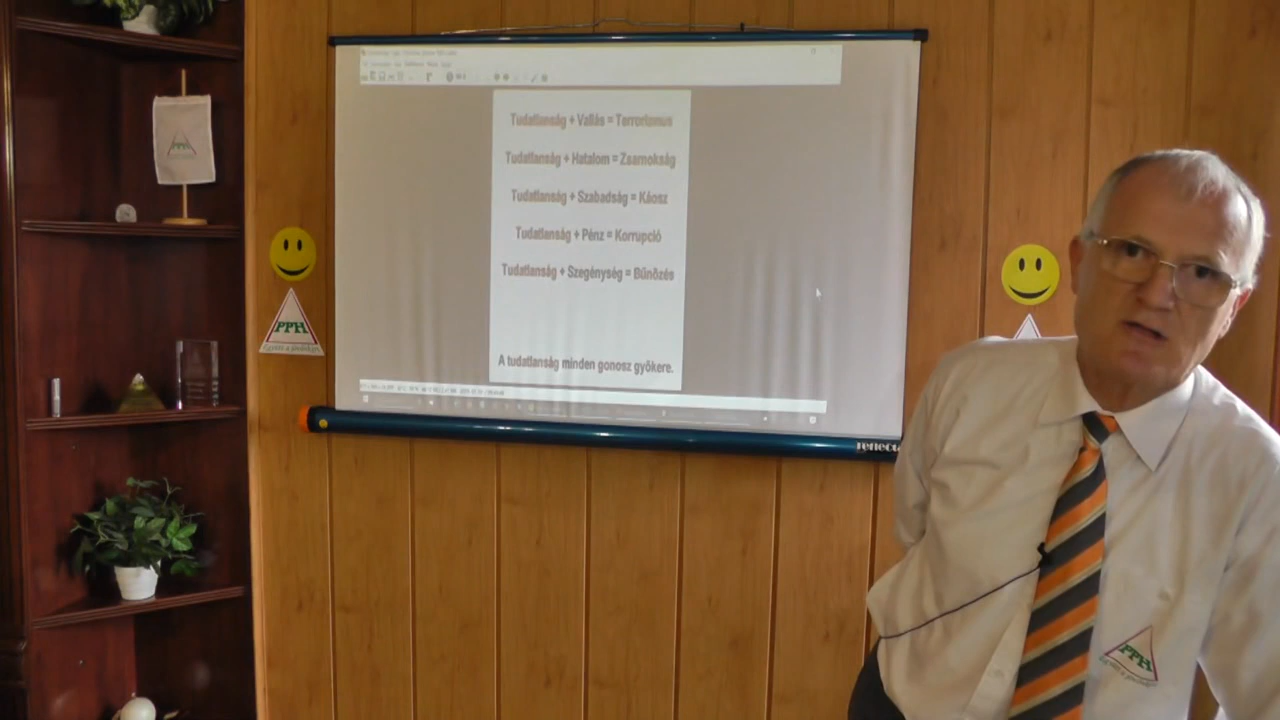 Tudatlanság + Vallás = Terrorizmus
Tudatlanság + Hatalom = Zsarnokság
Tudatlanság + Szabadság = Káosz
Tudatlanság + Pénz = Korrupció
Tudatlanság + Szegénység = Bűnözés
A tudatlanság minden gonosz gyökere.
PPH
PPH
PPH